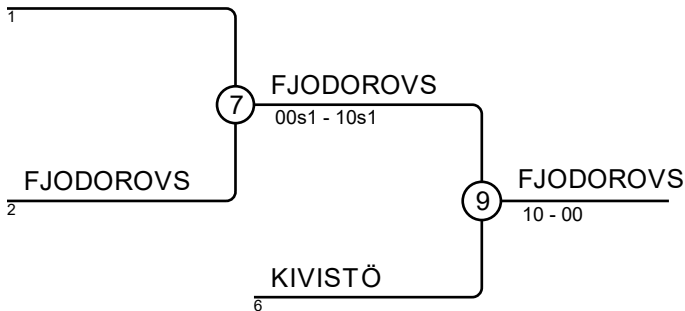 1
FJODOROVS
7
00s1 - 10s1
FJODOROVS
2
FJODOROVS
9
10 - 00
KIVISTÖ
6